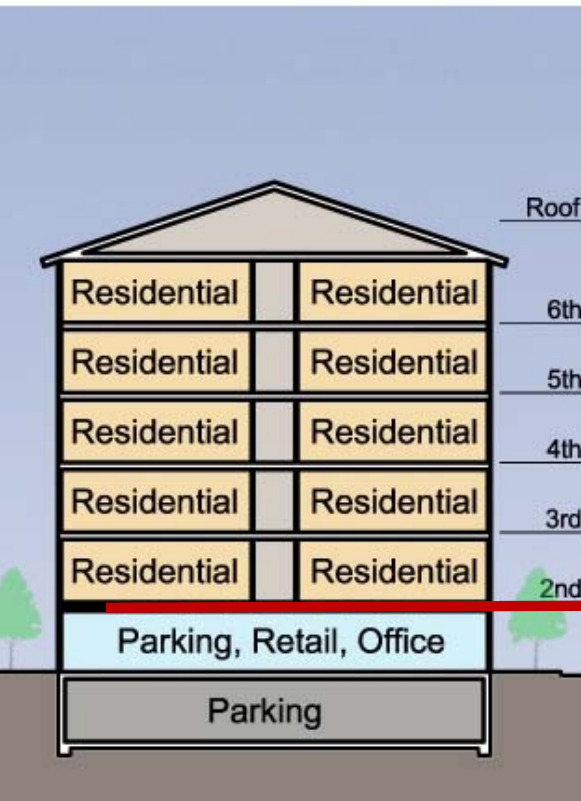 Roof
Residential Residential
6th
Residential Residential
5th
Residential Residential
4th
Residential Residential
3rd
Residential Residential
2nd
Parking, Retail, Office
Parking